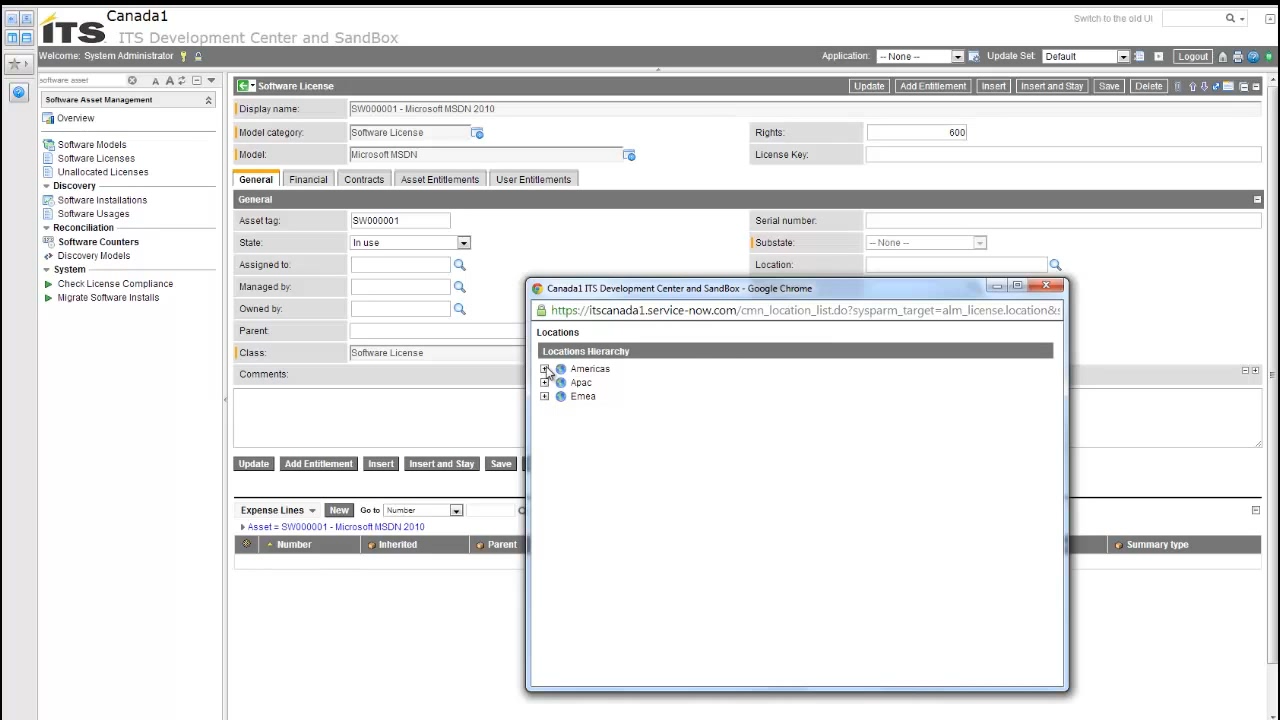 Canada1
ITS
ITS Development Center and SandBox
Switch to the old UI
Welcome: System Administrator
Application: -- None -- Update Set: Default Logout
software asset A A
Software Asset Management
Overview
Software Models
Software Licenses
Unallocated Licenses
Discovery
Software Installations
Software Usages
Reconciliation
Software Counters
Discovery Models
System
Check License Compliance
Migrate Software Installs
Software License
Update Add Entitlement Insert Insert and Stay Save Delete
Display name: SW000001 - Microsoft MSDN 2010
Model category: Software License Rights: 600
Model: Microsoft MSDN License Key:
General Financial Contracts Asset Entitlements User Entitlements
General
Asset tag: SW000001 Serial number:
State: In use Substate: -- None --
Assigned to: Location:
Managed by:
Owned by:
Parent:
Class: Software License
Comments:
Canada1 ITS Development Center and SandBox - Google Chrome
https://itscanada1.service-now.com/cmn_location_list.do?sysparm_target=alm_license.location&s
Locations
Locations Hierarchy
Americas
Apac
Emea
Update Add Entitlement Insert Insert and Stay Save
Expense Lines New Go to Number
Asset = SW000001 - Microsoft MSDN 2010
Number Inherited Parent Summary type